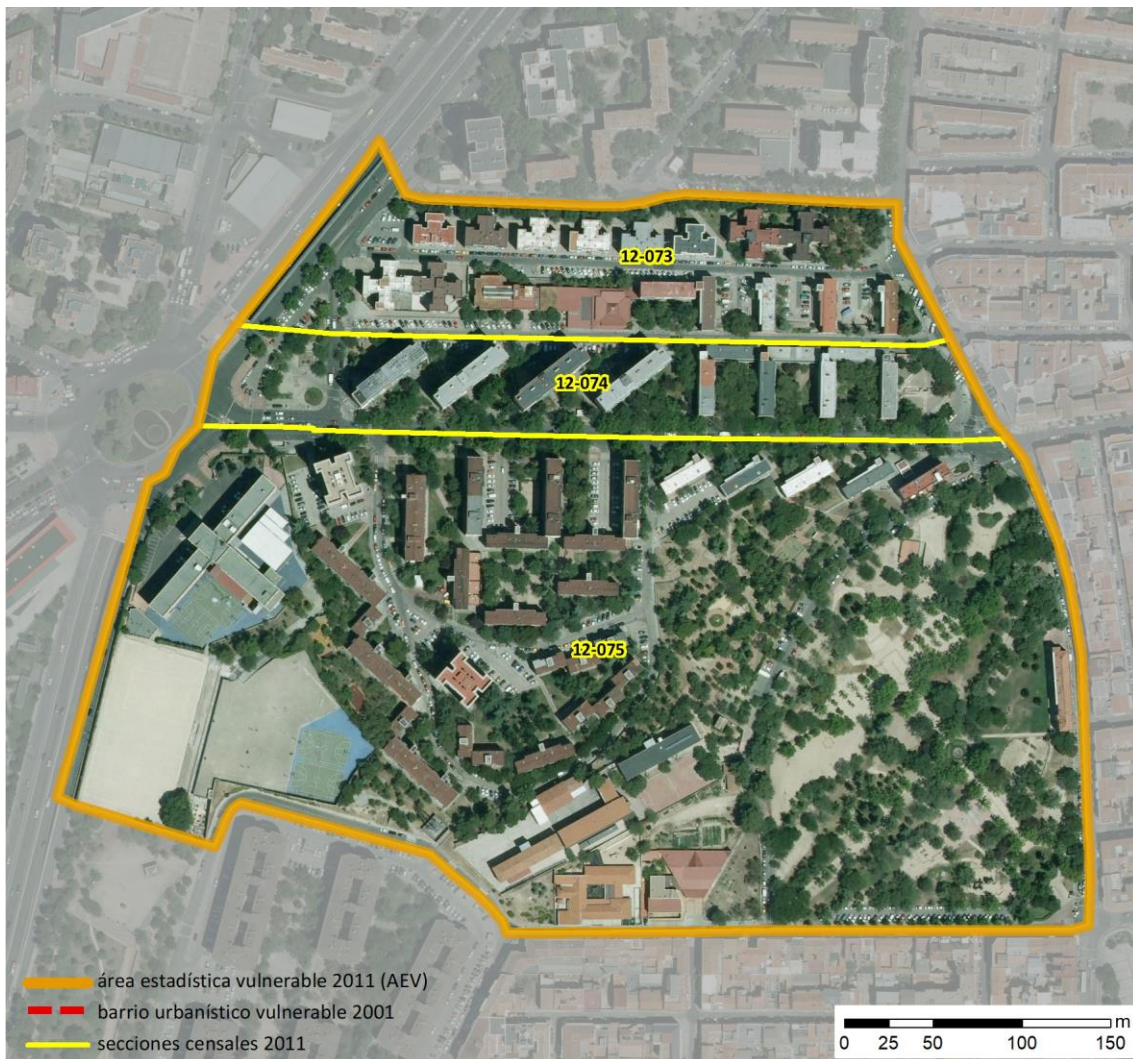 12-073
12-074
12-075
área estadística vulnerable 2011 (AEV)
barrio urbanístico vulnerable 2001
secciones censales 2011
m
0 25 50 100 150